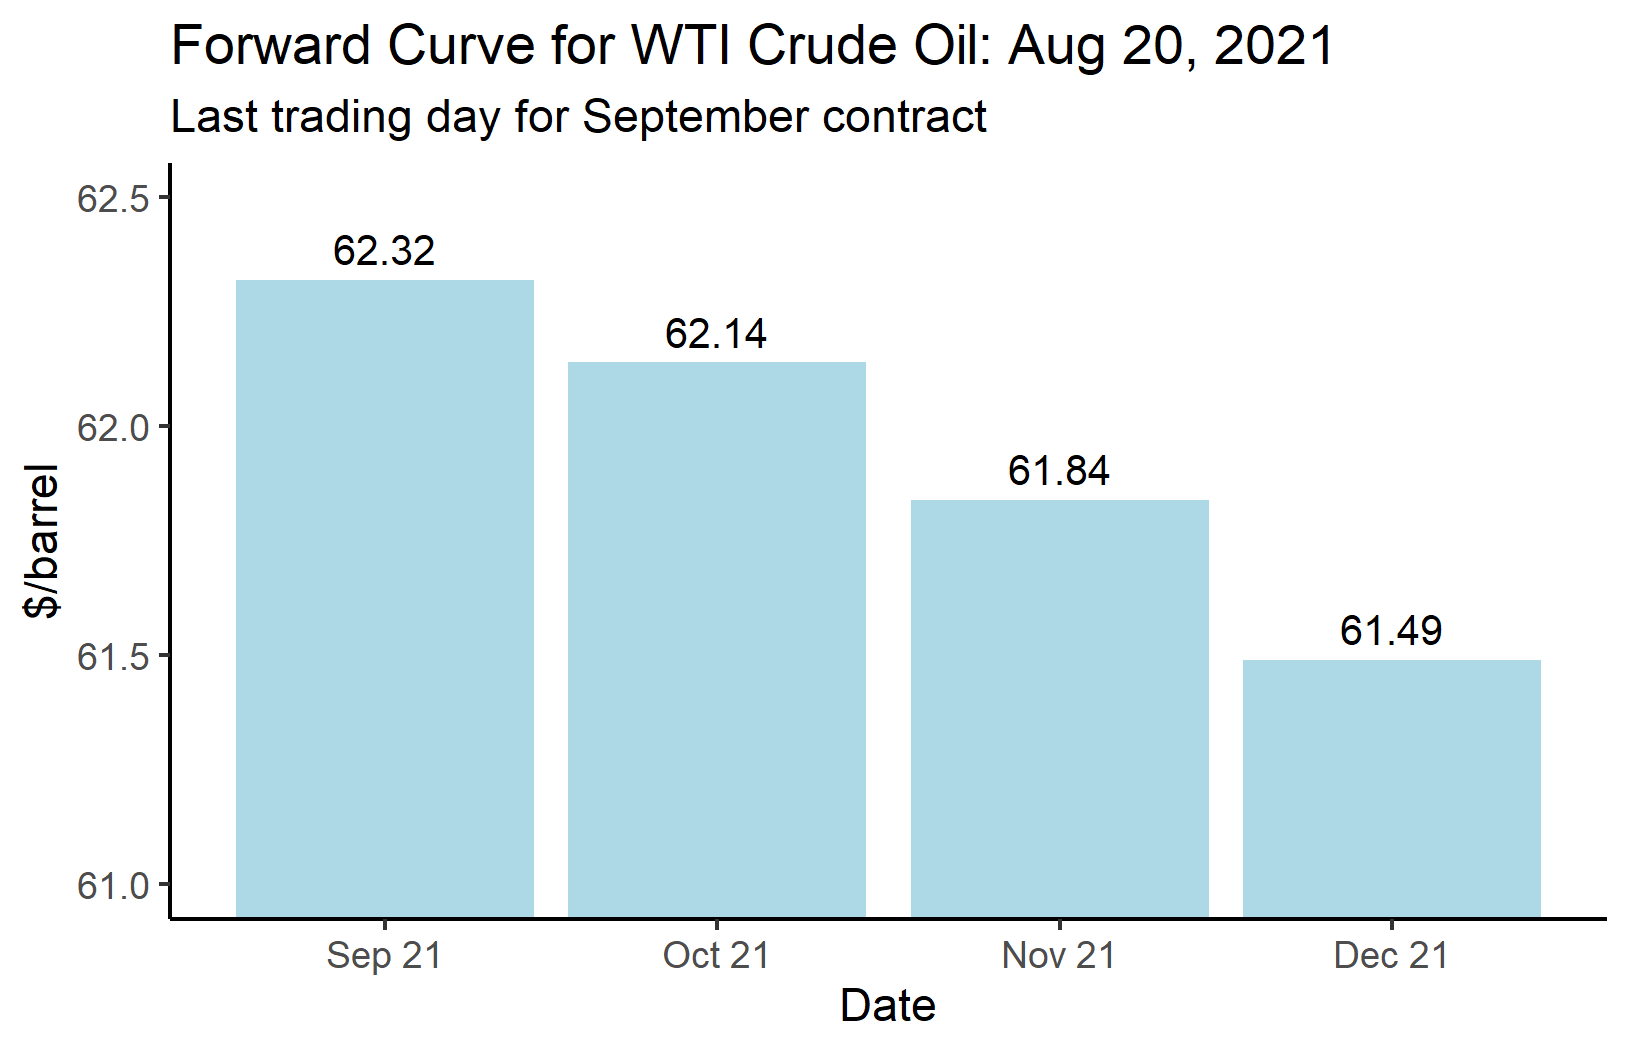 Forward Curve for WTI Crude Oil: Aug 20, 2021
Last trading day for September contract
62.5
62.0
61.5
61.0
$/barrel
62.32
62.14
61.84
61.49
Sep 21
Oct 21
Nov 21
Dec 21
Date